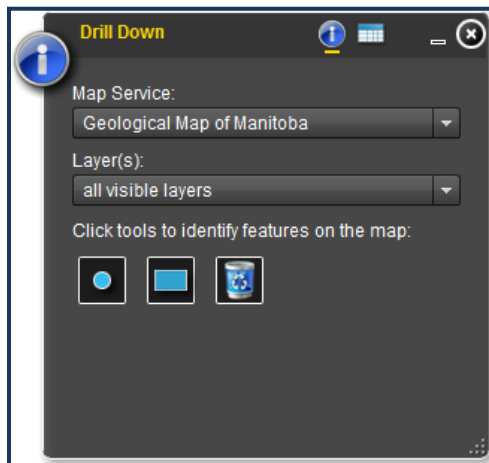 Drill Down
Map Service:
Geological Map of Manitoba
Layer(s):
all visible layers
Click tools to identify features on the map: